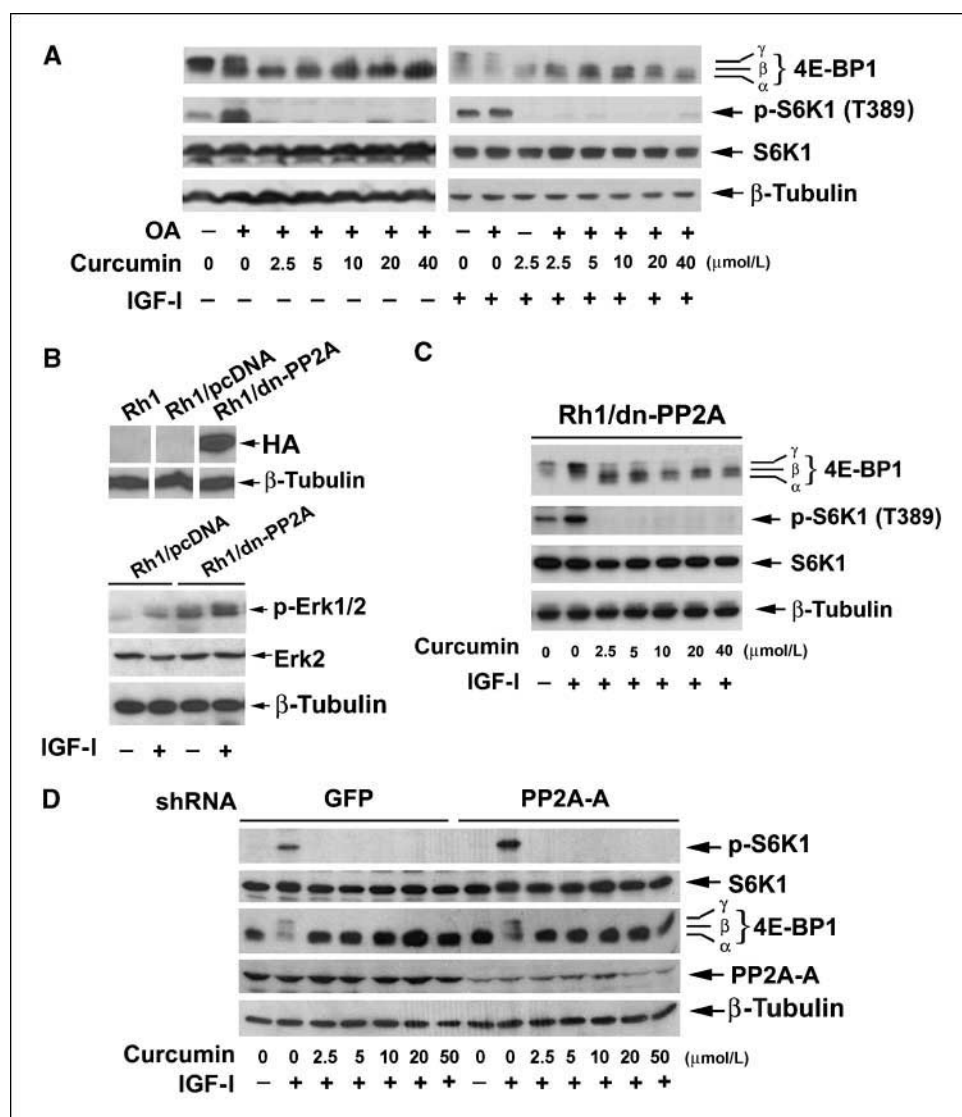 A
γ
β
α
} 4E-BP1
p-S6K1 (T389)
S6K1
β-Tubulin
OA − + + + + + + − + − + + + + +
Curcumin 0 0 2.5 5 10 20 40 0 0 2.5 2.5 5 10 20 40 (μmol/L)
IGF-I − − − − − − − + + + + + + + +
B
Rh1 Rh1/pcDNA Rh1/dn-PP2A
HA
β-Tubulin
Rh1/pcDNA Rh1/dn-PP2A
p-Erk1/2
Erk2
β-Tubulin
IGF-I − + − +
C
Rh1/dn-PP2A
γ
β
α
} 4E-BP1
p-S6K1 (T389)
S6K1
β-Tubulin
Curcumin 0 0 2.5 5 10 20 40 (μmol/L)
IGF-I − + + + + + +
D
shRNA GFP PP2A-A
p-S6K1
S6K1
γ
β
α
} 4E-BP1
PP2A-A
β-Tubulin
Curcumin 0 0 2.5 5 10 20 50 0 0 2.5 5 10 20 50 (μmol/L)
IGF-I − + + + + + + − + + + + + +